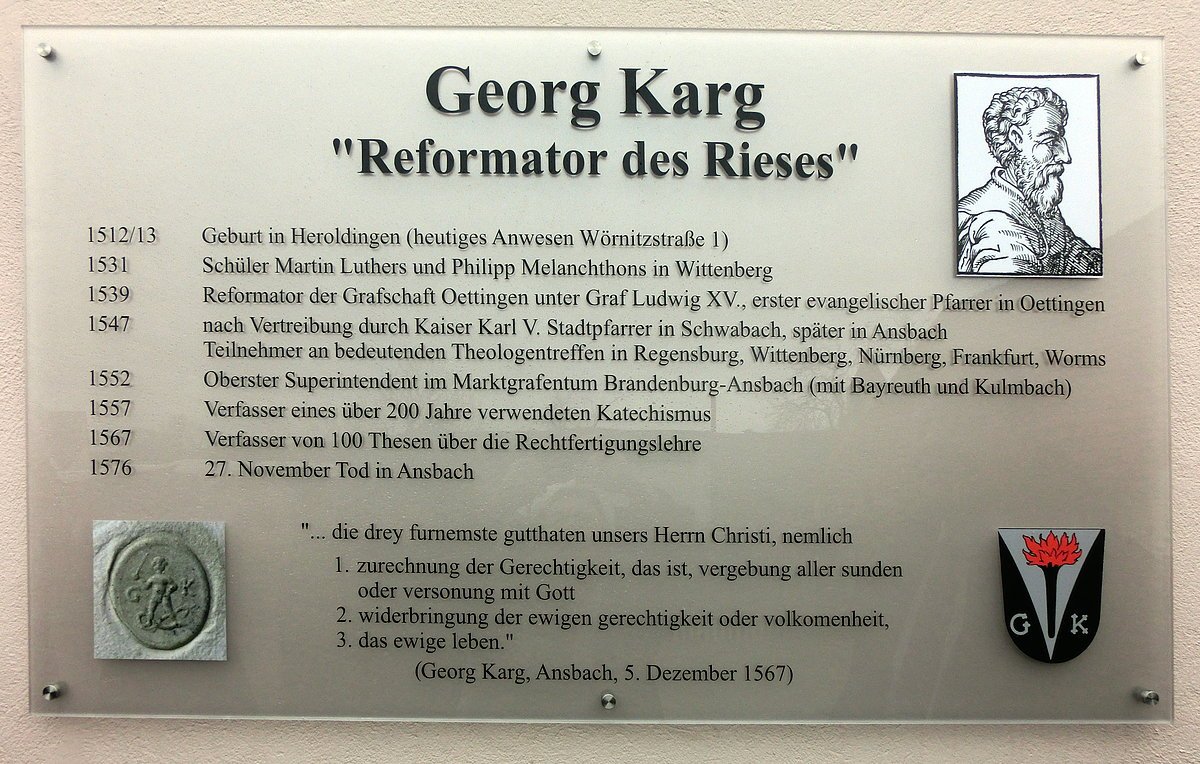 Georg Karg
"Reformator des Rieses"
1512/13 Geburt in Heroldingen (heutiges Anwesen Wörnitzstraße 1)
1531 Schüler Martin Luthers und Philipp Melanchthons in Wittenberg
1539 Reformator der Grafschaft Oettingen unter Graf Ludwig XV., erster evangelischer Pfarrer in Oettingen
1547 nach Vertreibung durch Kaiser Karl V. Stadtpfarrer in Schwabach, später in Ansbach
Teilnehmer an bedeutenden Theologentreffen in Regensburg, Wittenberg, Nürnberg, Frankfurt, Worms
1552 Oberster Superintendent im Marktgrafentum Brandenburg-Ansbach (mit Bayreuth und Kulmbach)
1557 Verfasser eines über 200 Jahre verwendeten Katechismus
1567 Verfasser von 100 Thesen über die Rechtfertigungslehre
1576 27. November Tod in Ansbach
"... die drey furnemste gutthaten unsers Herrn Christi, nemlich
1. zurechnung der Gerechtigkeit, das ist, vergebung aller sunden
oder versonung mit Gott
2. widerbringung der ewigen gerechtigkeit oder volkomenheit,
3. das ewige leben."
(Georg Karg, Ansbach, 5. Dezember 1567)
G K
G K